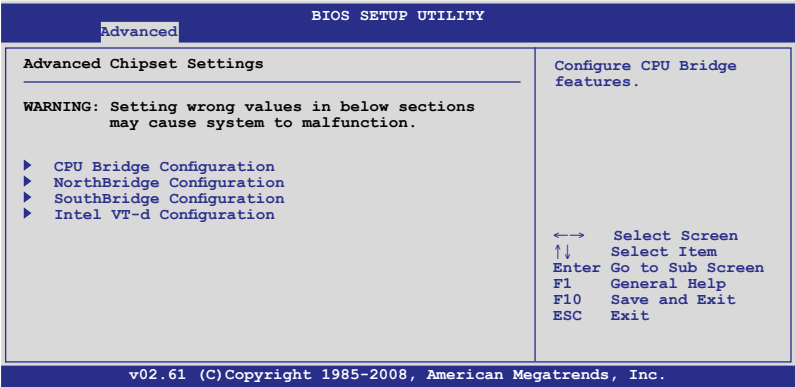 BIOS SETUP UTILITY
Advanced
Advanced Chipset Settings
WARNING: Setting wrong values in below sections
may cause system to malfunction.
CPU Bridge Configuration
NorthBridge Configuration
SouthBridge Configuration
Intel VT-d Configuration
Configure CPU Bridge
features.
←→ Select Screen
↑↓ Select Item
Enter Go to Sub Screen
F1 General Help
F10 Save and Exit
ESC Exit
v02.61 (C)Copyright 1985-2008, American Megatrends, Inc.